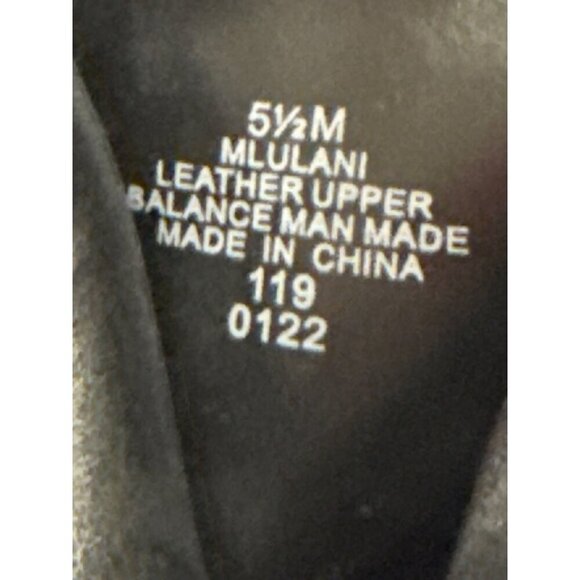 5½M
MLULANI
LEATHER UPPER
BALANCE MAN MADE
MADE IN CHINA
119
0122